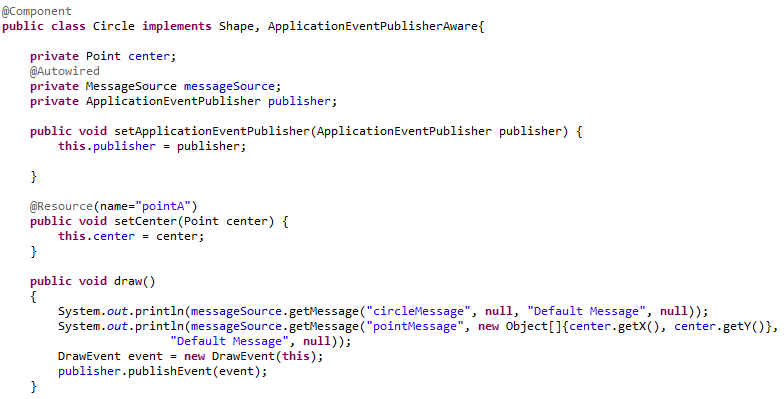 @Component
public class Circle implements Shape, ApplicationEventPublisherAware{
private Point center;
@Autowired
private MessageSource messageSource;
private ApplicationEventPublisher publisher;
public void setApplicationEventPublisher(ApplicationEventPublisher publisher) {
this.publisher = publisher;
}
@Resource(name="pointA")
public void setCenter(Point center) {
this.center = center;
}
public void draw()
{
System.out.println(messageSource.getMessage("circleMessage", null, "Default Message", null));
System.out.println(messageSource.getMessage("pointMessage", new Object[]{center.getX(), center.getY()},
"Default Message", null));
DrawEvent event = new DrawEvent(this);
publisher.publishEvent(event);
}